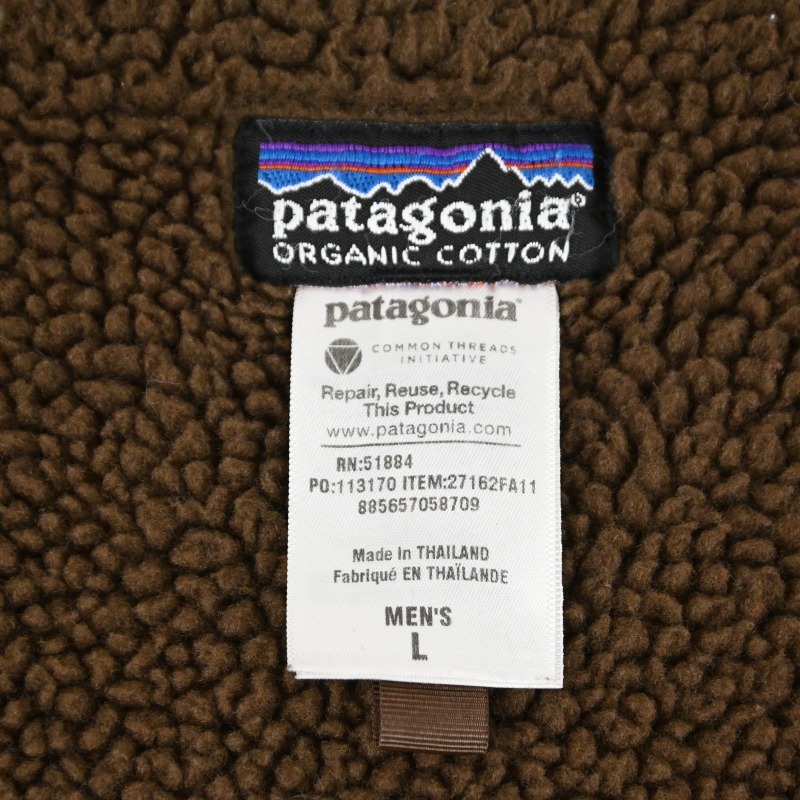 patagonia®
ORGANIC COTTON
patagonia®
COMMON THREADS
INITIATIVE
Repair, Reuse, Recycle
This Product
www.patagonia.com
RN:51884
PO:113170 ITEM:27162FA11
885657058709
Made in THAILAND
Fabriqué EN THAÏLANDE
MEN'S
L